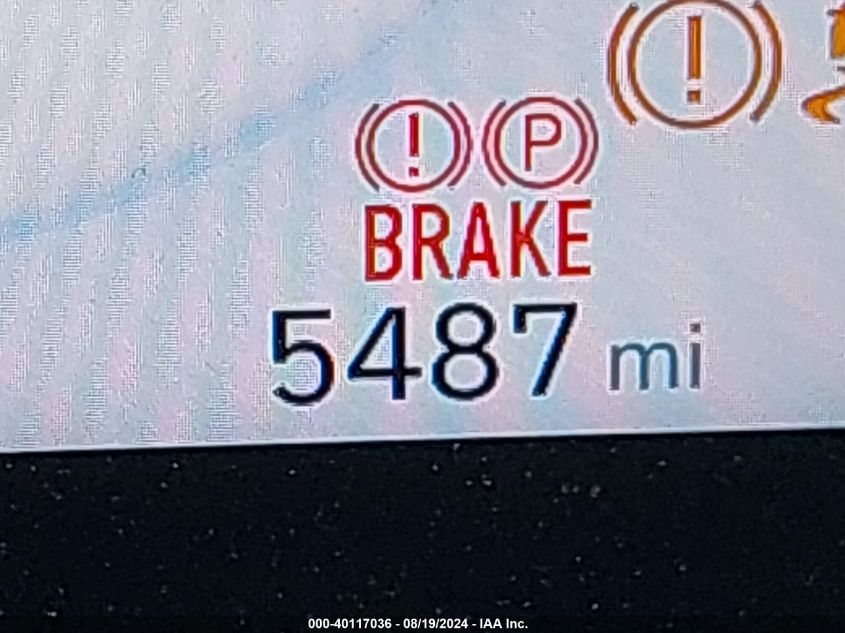 ! P !
BRAKE
5487 mi
000-40117036 - 08/19/2024 - IAA Inc.